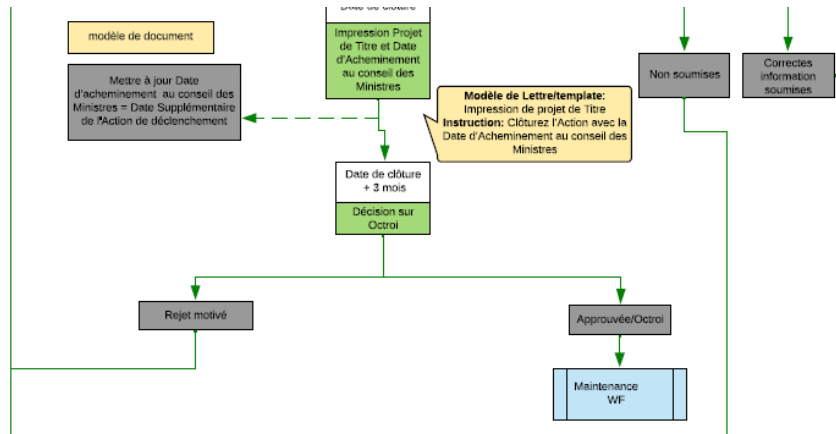 Date de clôture
modèle de document
Impression Projet
de Titre et Date
d'Acheminement
au conseil des
Ministres
Mettre à jour Date
d'acheminement au conseil des
Ministres = Date Supplémentaire
de l'Action de déclenchement
Modèle de Lettre/template:
Impression de projet de Titre
Instruction: Clôturez l'Action avec la
Date d'Acheminement au conseil des
Ministres
Non soumises
Correctes
information
soumises
Date de clôture
+ 3 mois
Décision sur
Octroi
Rejet motivé
Approuvée/Octroi
Maintenance
WF